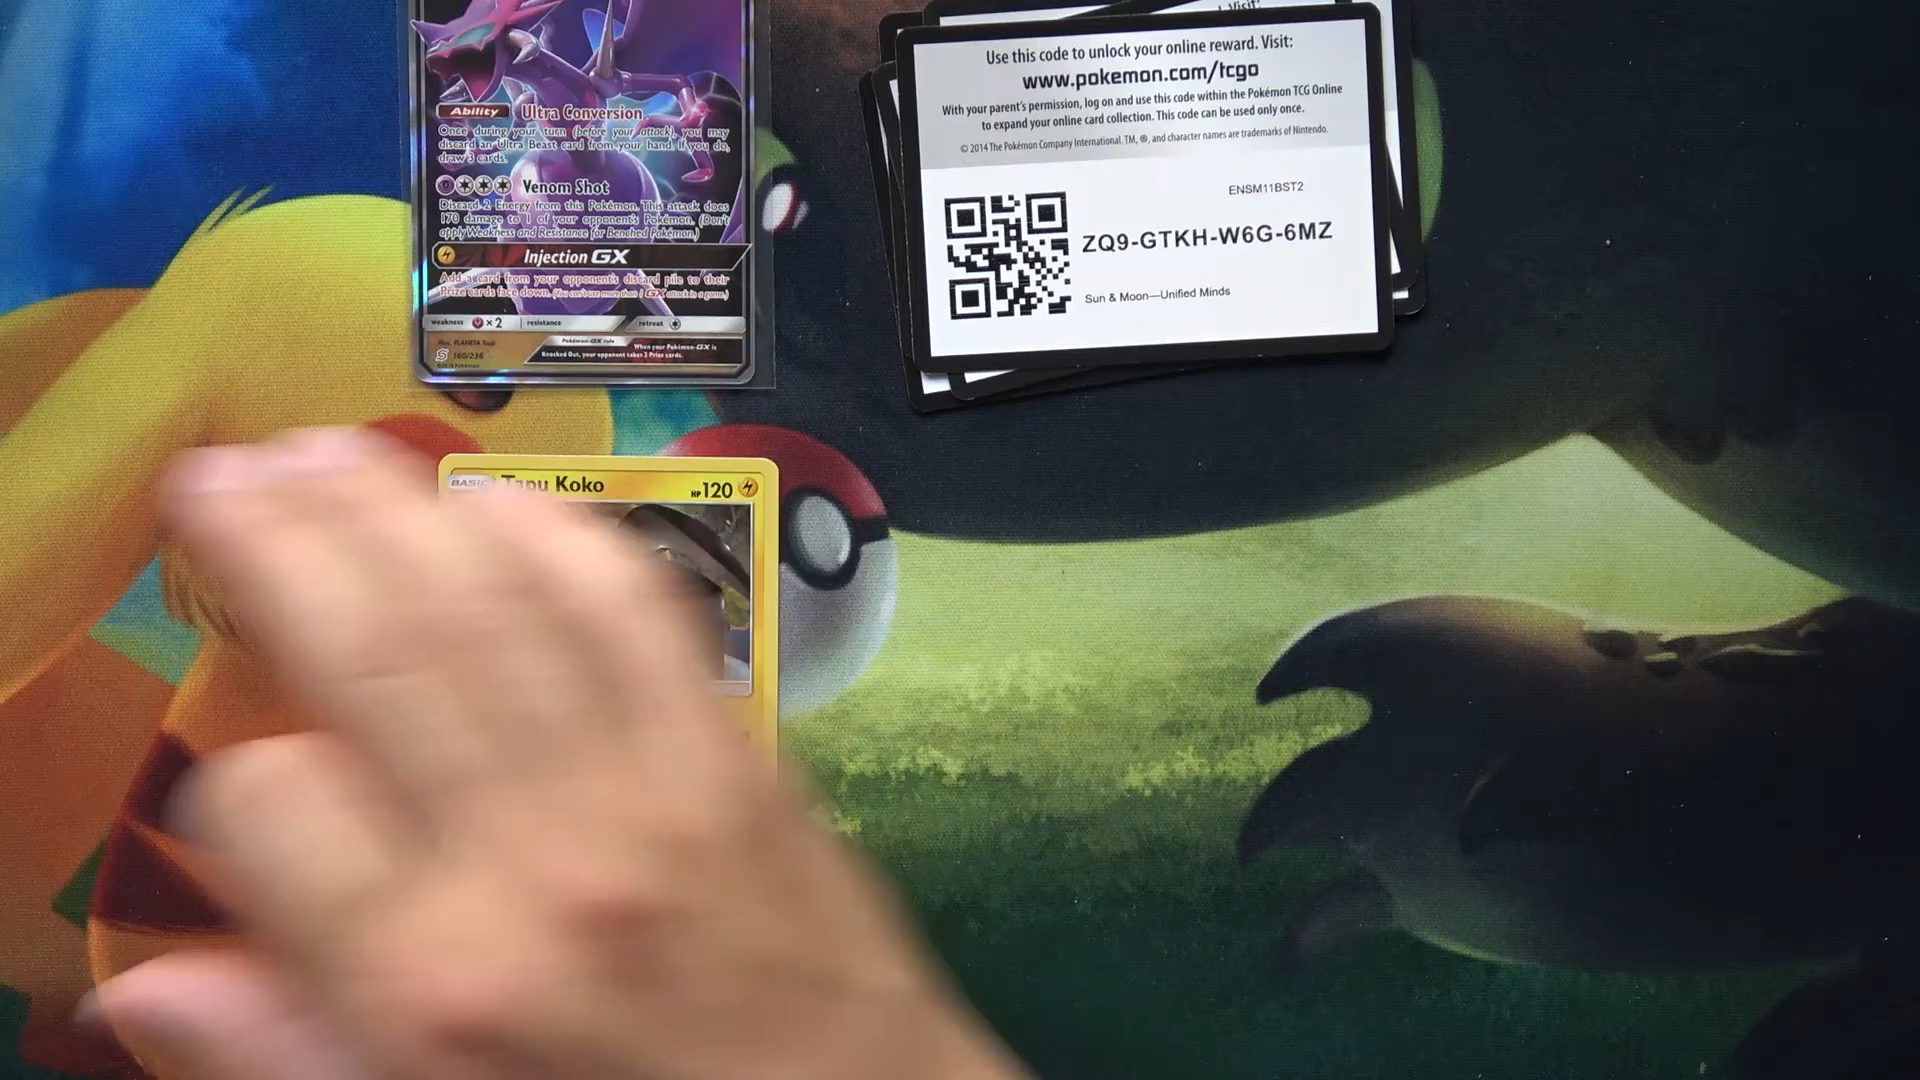 Ability Ultra Conversion
Once during your turn (before your attack), you may
discard an Ultra Beast card from your hand. If you do,
draw 3 cards.
Venom Shot
Discard 2 Energy from this Pokémon. This attack does
170 damage to 1 of your opponent's Pokémon. (Don't
apply Weakness and Resistance for Benched Pokémon.)
Injection GX
Add a card from your opponent's discard pile to their
Prize cards face down. (You can't use more than 1 GX attack in a game.)
weakness ×2 resistance retreat
Illus. PLANETA Tsuji
Pokémon-GX rule
When your Pokémon-GX is
160/236
Knocked Out, your opponent takes 2 Prize cards.
Visit:
Use this code to unlock your online reward. Visit:
www.pokemon.com/tcgo
With your parent's permission, log on and use this code within the Pokémon TCG Online
to expand your online card collection. This code can be used only once.
© 2014 The Pokémon Company International. TM, ®, and character names are trademarks of Nintendo.
ENSM11BST2
ZQ9-GTKH-W6G-6MZ
Sun & Moon—Unified Minds
BASIC Tapu Koko HP 120